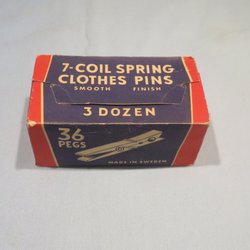 7-COIL SPRING
CLOTHES PINS
SMOOTH FINISH
3 DOZEN
36
PEGS
MADE IN SWEDEN